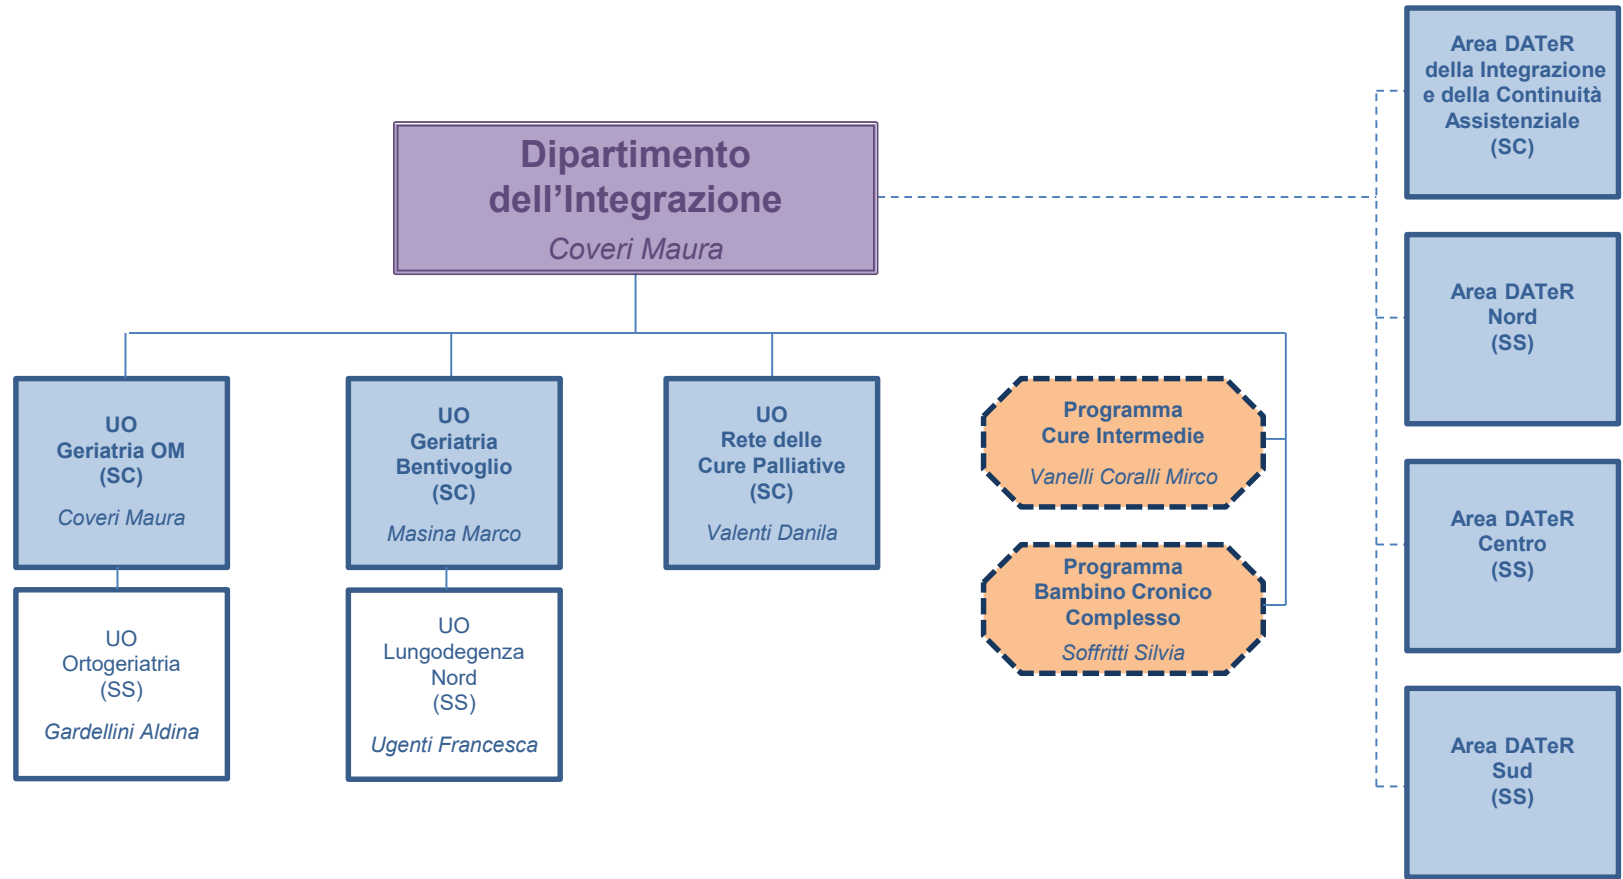 Dipartimento
dell’Integrazione
Coveri Maura
UO
Geriatria OM
(SC)
Coveri Maura
UO
Geriatria
Bentivoglio
(SC)
Masina Marco
UO
Rete delle
Cure Palliative
(SC)
Valenti Danila
Programma
Cure Intermedie
Vanelli Coralli Mirco
Programma
Bambino Cronico
Complesso
Soffritti Silvia
UO
Ortogeriatria
(SS)
Gardellini Aldina
UO
Lungodegenza
Nord
(SS)
Ugenti Francesca
Area DATeR
della Integrazione
e della Continuità
Assistenziale
(SC)
Area DATeR
Nord
(SS)
Area DATeR
Centro
(SS)
Area DATeR
Sud
(SS)